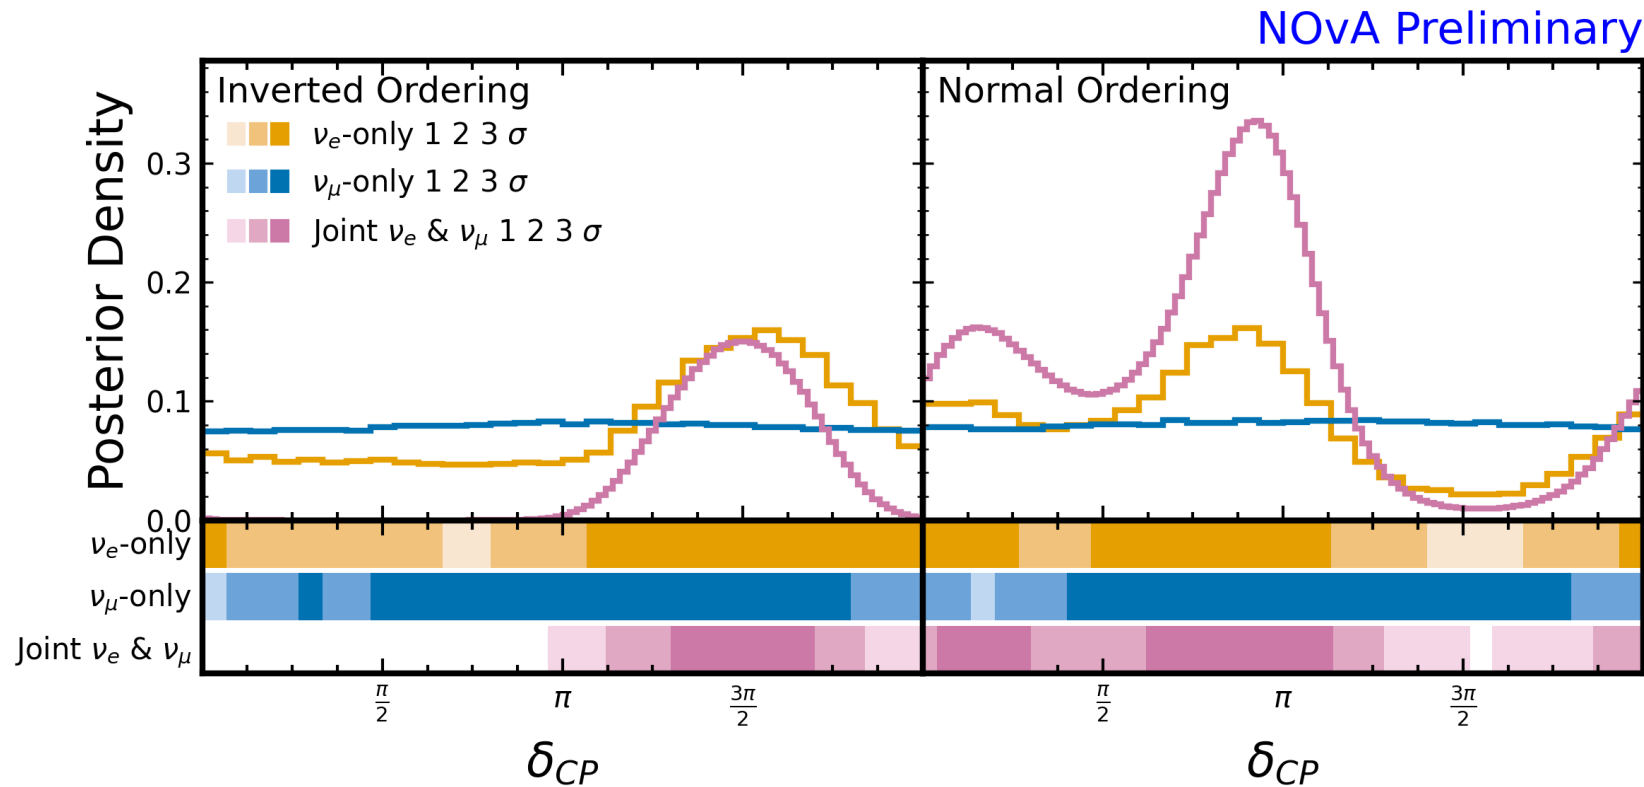 NOvA Preliminary
Inverted Ordering
νe-only 1 2 3 σ
νμ-only 1 2 3 σ
Joint νe & νμ 1 2 3 σ
Normal Ordering
Posterior Density
0.3
0.2
0.1
0.0
νe-only
νμ-only
Joint νe & νμ
π/2
π
3π/2
π/2
π
3π/2
δCP
δCP